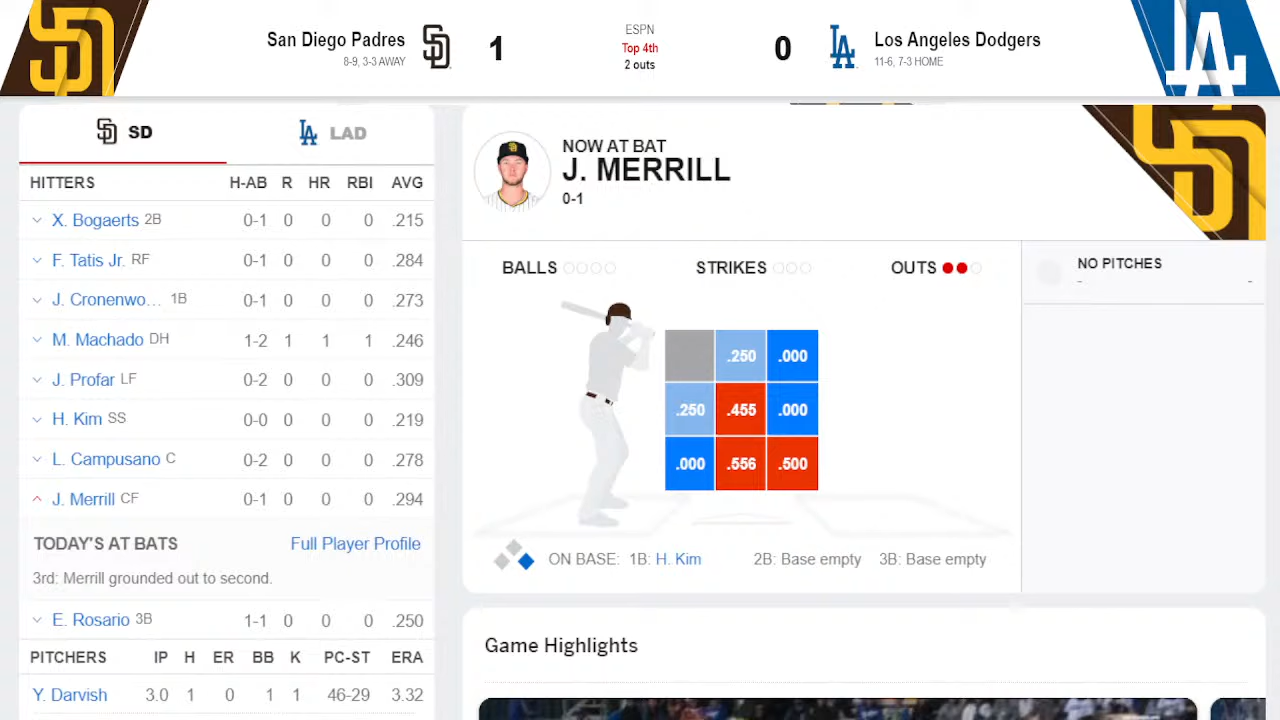 San Diego Padres
8-9, 3-3 AWAY
SD
1
ESPN
Top 4th
2 outs
0
LA
Los Angeles Dodgers
11-6, 7-3 HOME
SD LAD
HITTERS H-AB R HR RBI AVG
X. Bogaerts 2B 0-1 0 0 0 .215
F. Tatis Jr. RF 0-1 0 0 0 .284
J. Cronenwo... 1B 0-1 0 0 0 .273
M. Machado DH 1-2 1 1 1 .246
J. Profar LF 0-2 0 0 0 .309
H. Kim SS 0-0 0 0 0 .219
L. Campusano C 0-2 0 0 0 .278
J. Merrill CF 0-1 0 0 0 .294
TODAY'S AT BATS Full Player Profile
3rd: Merrill grounded out to second.
E. Rosario 3B 1-1 0 0 0 .250
PITCHERS IP H ER BB K PC-ST ERA
Y. Darvish 3.0 1 0 1 1 46-29 3.32
NOW AT BAT
J. MERRILL
0-1
SD
BALLS STRIKES OUTS
.250 .000
.250 .455 .000
.000 .556 .500
ON BASE: 1B: H. Kim 2B: Base empty 3B: Base empty
NO PITCHES
- -
Game Highlights